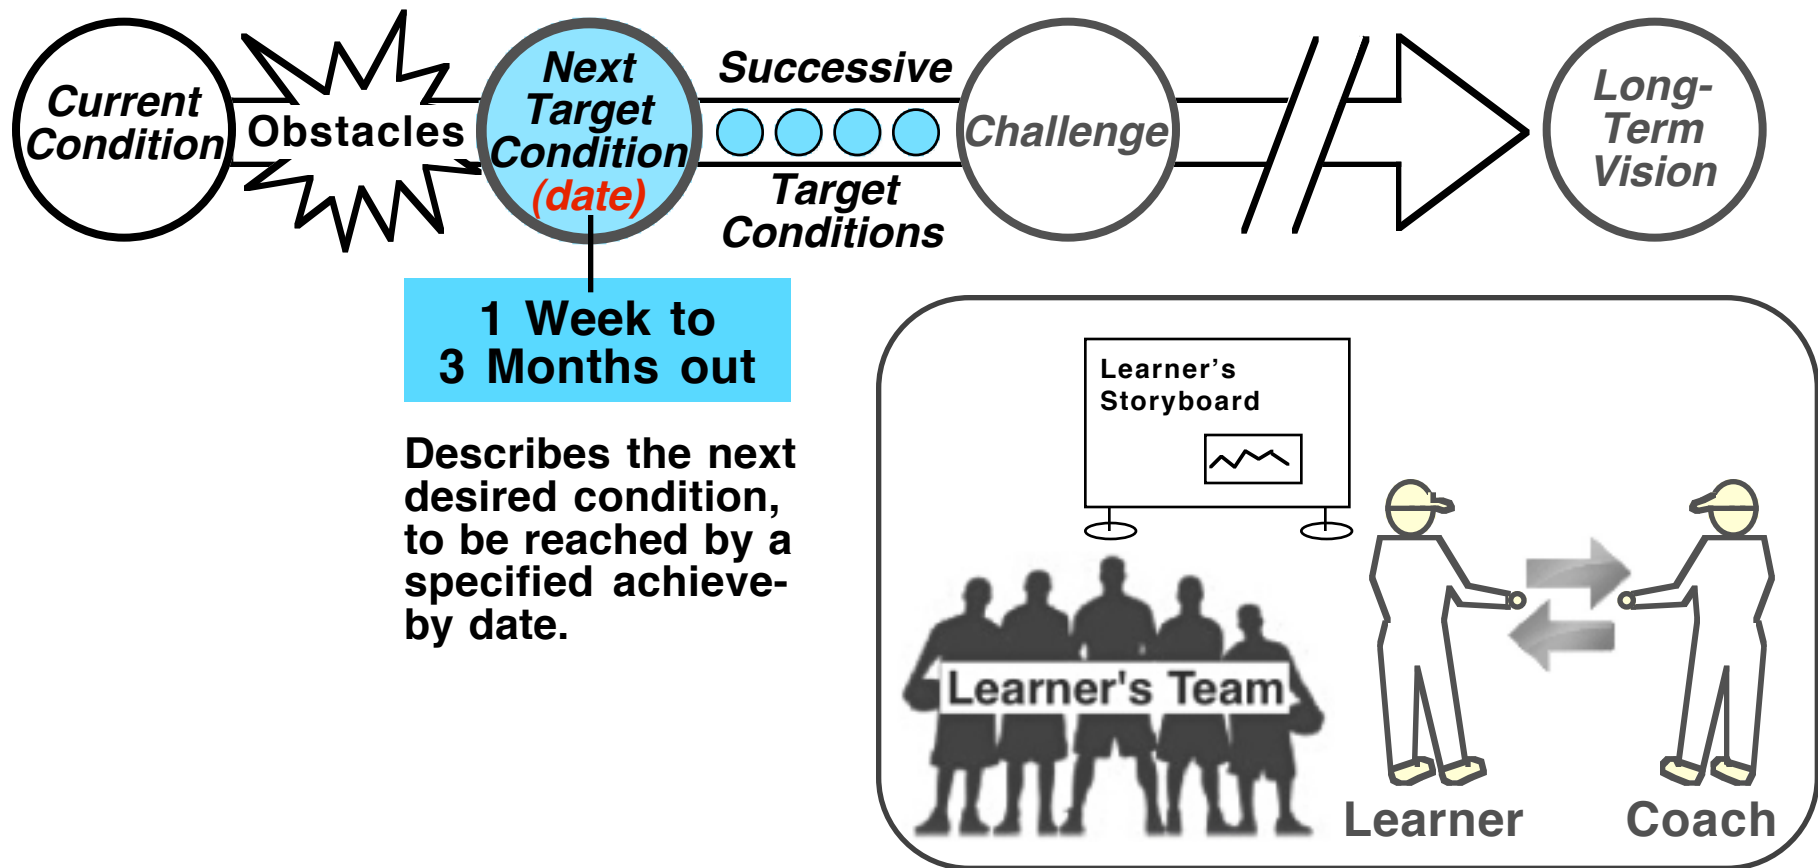 Current
Condition
Obstacles
Next
Target
Condition
(date)
Successive
Target
Conditions
Challenge
Long-
Term
Vision
1 Week to
3 Months out
Describes the next
desired condition,
to be reached by a
specified achieve-
by date.
Learner's
Storyboard
Learner's Team
Learner
Coach